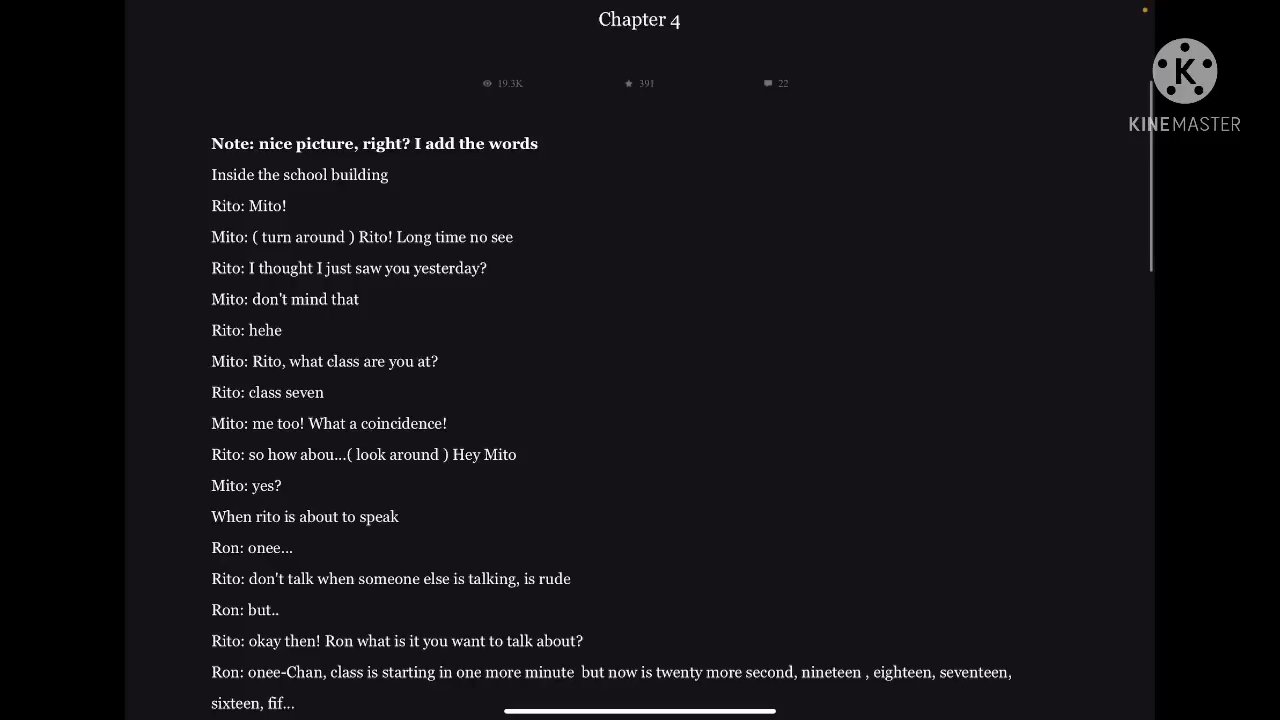 Chapter 4
19.3K 391 22
K
KINEMASTER
Note: nice picture, right? I add the words
Inside the school building
Rito: Mito!
Mito: ( turn around ) Rito! Long time no see
Rito: I thought I just saw you yesterday?
Mito: don't mind that
Rito: hehe
Mito: Rito, what class are you at?
Rito: class seven
Mito: me too! What a coincidence!
Rito: so how abou...( look around ) Hey Mito
Mito: yes?
When rito is about to speak
Ron: onee...
Rito: don't talk when someone else is talking, is rude
Ron: but..
Rito: okay then! Ron what is it you want to talk about?
Ron: onee-Chan, class is starting in one more minute  but now is twenty more second, nineteen , eighteen, seventeen,
sixteen, fif...